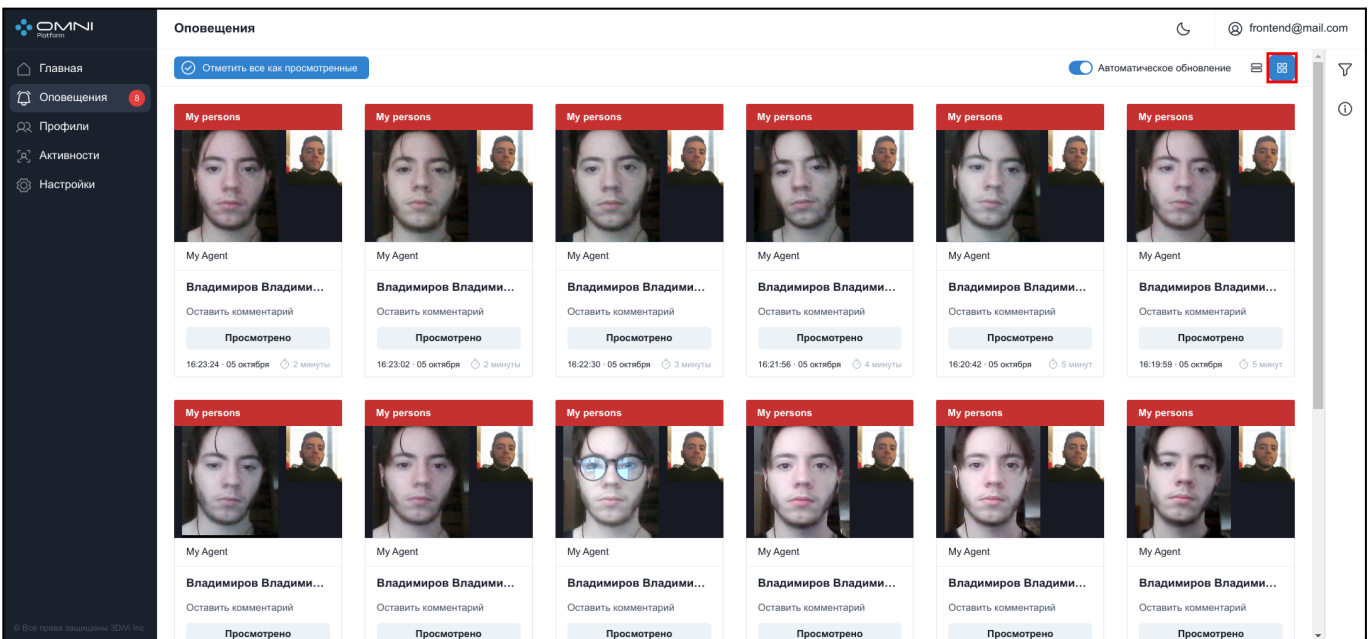 OMNI
Platform
Оповещения
frontend@mail.com
Главная
Оповещения 8
Профили
Активности
Настройки
Отметить все как просмотренные
Автоматическое обновление
My persons My persons My persons My persons My persons My persons
My Agent My Agent My Agent My Agent My Agent My Agent
Владимиров Владими... Владимиров Владими... Владимиров Владими... Владимиров Владими... Владимиров Владими... Владимиров Владими...
Оставить комментарий Оставить комментарий Оставить комментарий Оставить комментарий Оставить комментарий Оставить комментарий
Просмотрено Просмотрено Просмотрено Просмотрено Просмотрено Просмотрено
16:23:24 · 05 октября 2 минуты 16:23:02 · 05 октября 2 минуты 16:22:30 · 05 октября 3 минуты 16:21:56 · 05 октября 4 минуты 16:20:42 · 05 октября 5 минут 16:19:59 · 05 октября 5 минут
My persons My persons My persons My persons My persons My persons
My Agent My Agent My Agent My Agent My Agent My Agent
Владимиров Владими... Владимиров Владими... Владимиров Владими... Владимиров Владими... Владимиров Владими... Владимиров Владими...
Оставить комментарий Оставить комментарий Оставить комментарий Оставить комментарий Оставить комментарий Оставить комментарий
Просмотрено Просмотрено Просмотрено Просмотрено Просмотрено Просмотрено
© Все права защищены 3DiVi Inc.